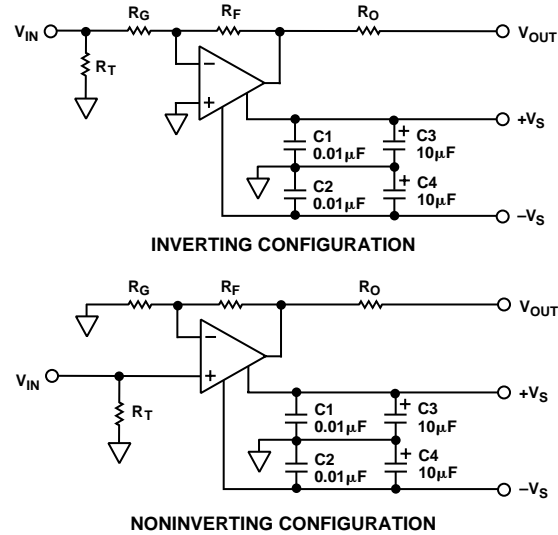 V_IN R_G R_F R_O V_OUT
R_T
− +
+V_S
C1 0.01µF + C3 10µF
C2 0.01µF + C4 10µF
−V_S
INVERTING CONFIGURATION
R_G R_F R_O V_OUT
− +
V_IN
R_T
+V_S
C1 0.01µF + C3 10µF
C2 0.01µF + C4 10µF
−V_S
NONINVERTING CONFIGURATION